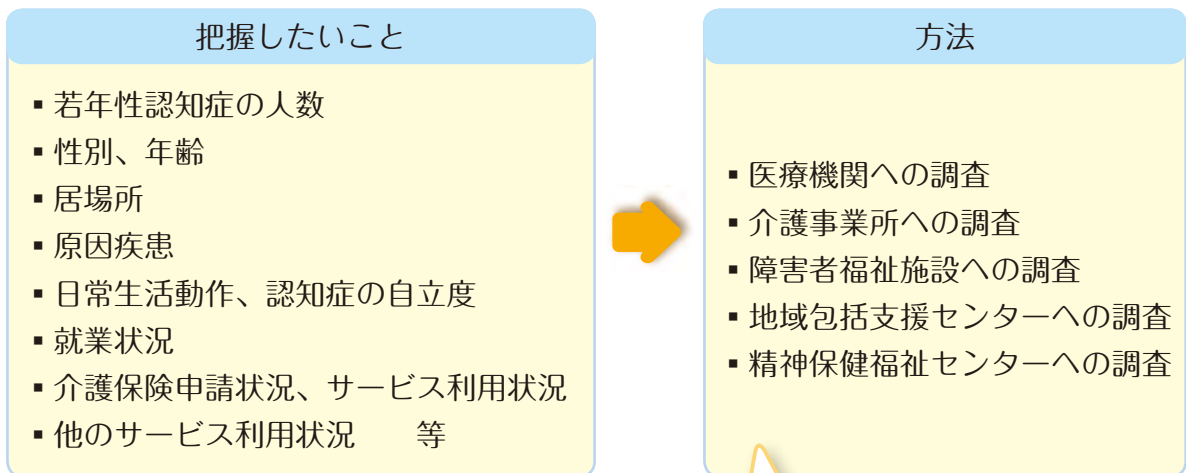 把握したいこと
▪若年性認知症の人数
▪性別、年齢
▪居場所
▪原因疾患
▪日常生活動作、認知症の自立度
▪就業状況
▪介護保険申請状況、サービス利用状況
▪他のサービス利用状況　　等
方法
▪医療機関への調査
▪介護事業所への調査
▪障害者福祉施設への調査
▪地域包括支援センターへの調査
▪精神保健福祉センターへの調査